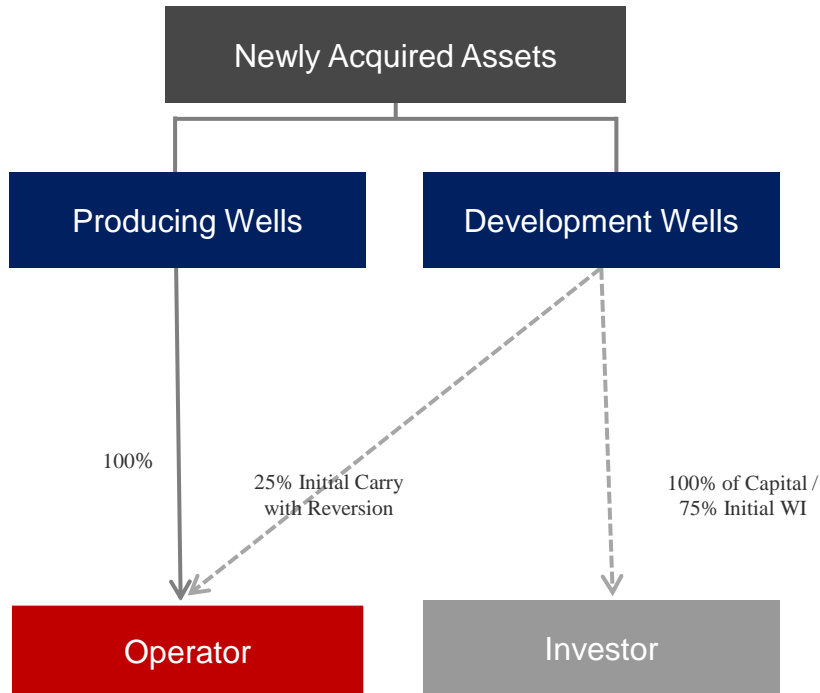 Newly Acquired Assets
Producing Wells
Development Wells
100%
25% Initial Carry
with Reversion
100% of Capital /
75% Initial WI
Operator
Investor